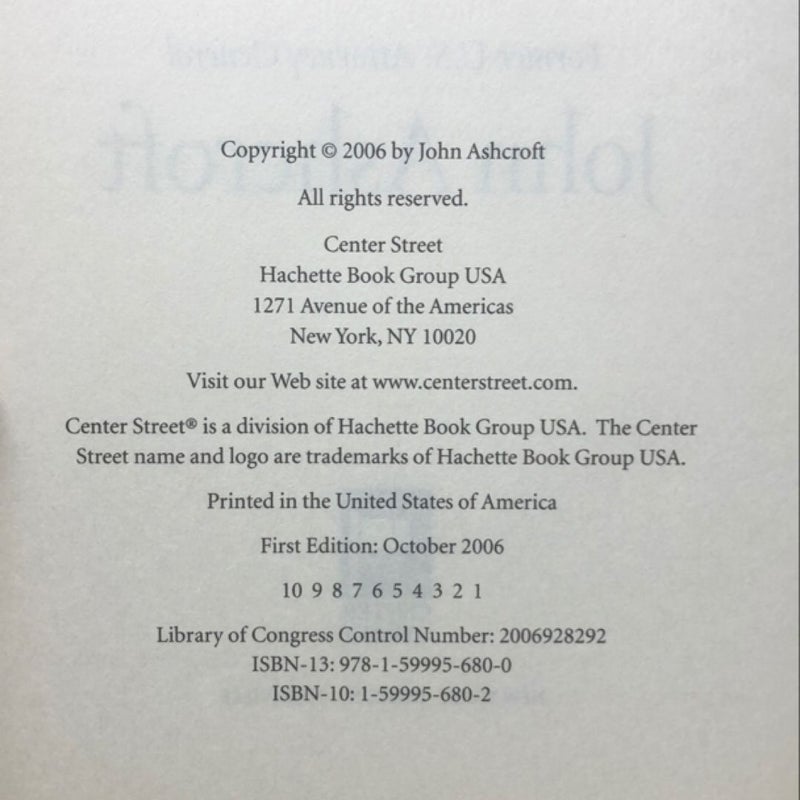 Copyright © 2006 by John Ashcroft
All rights reserved.
Center Street
Hachette Book Group USA
1271 Avenue of the Americas
New York, NY 10020
Visit our Web site at www.centerstreet.com.
Center Street® is a division of Hachette Book Group USA. The Center
Street name and logo are trademarks of Hachette Book Group USA.
Printed in the United States of America
First Edition: October 2006
10 9 8 7 6 5 4 3 2 1
Library of Congress Control Number: 2006928292
ISBN-13: 978-1-59995-680-0
ISBN-10: 1-59995-680-2